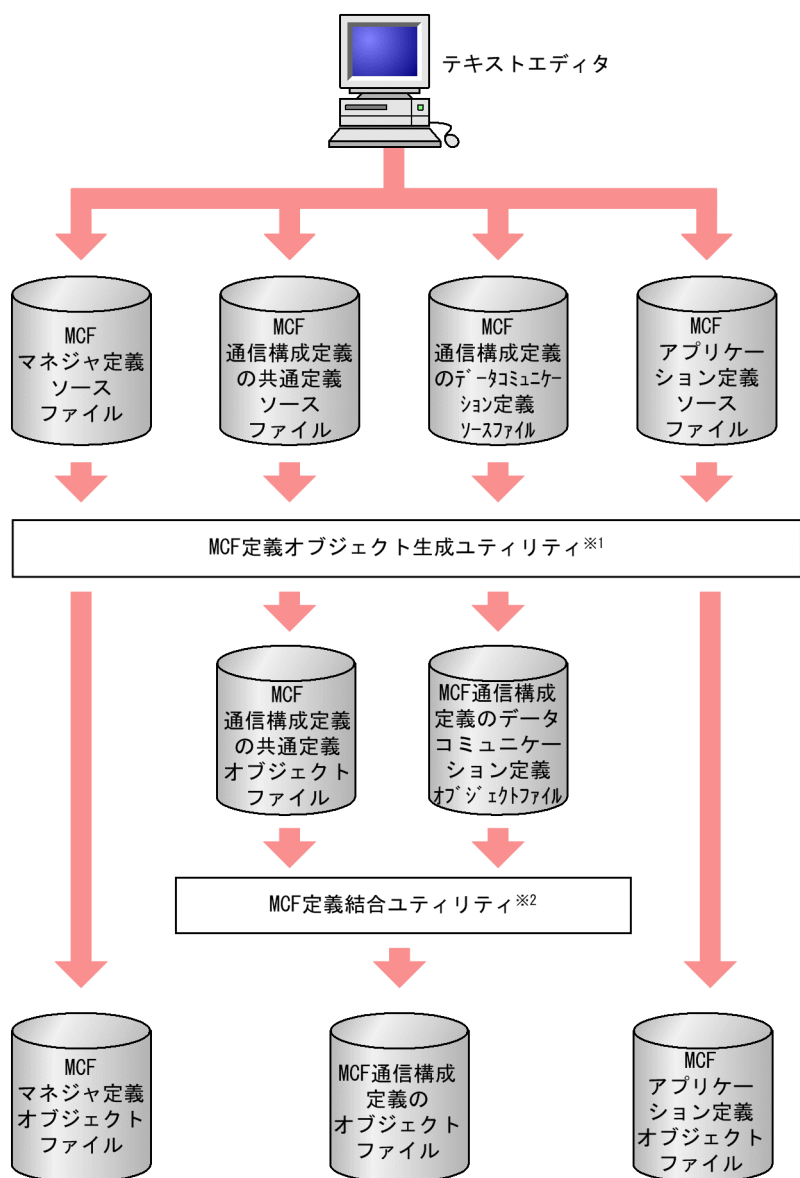 テキストエディタ
MCF
マネジャ定義
ソース
ファイル
MCF
通信構成定義
の共通定義
ソース
ファイル
MCF
通信構成定義
のﾃﾞｰﾀｺﾐｭﾆｹｰ
ｼｮﾝ定義
ｿｰｽﾌｧｲﾙ
MCF
アプリケー
ション定義
ソース
ファイル
MCF定義オブジェクト生成ユティリティ※1
MCF
通信構成定義
の共通定義
オブジェクト
ファイル
MCF通信構成
定義のデータ
コミュニケー
ション定義
ｵﾌﾞｼﾞｪｸﾄﾌｧｲﾙ
MCF定義結合ユティリティ※2
MCF
マネジャ定義
オブジェクト
ファイル
MCF通信構成
定義の
オブジェクト
ファイル
MCF
アプリケー
ション定義
オブジェクト
ファイル